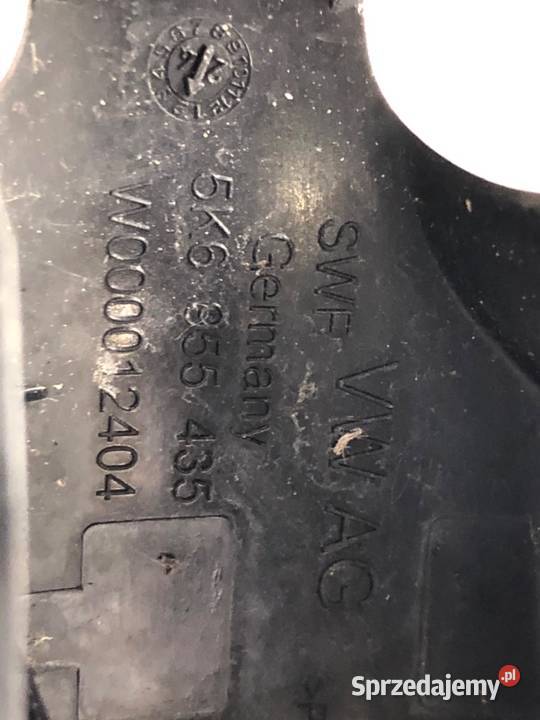 SWF VW AG
Germany
5K6 955 435
W000012404
Sprzedajemy.pl